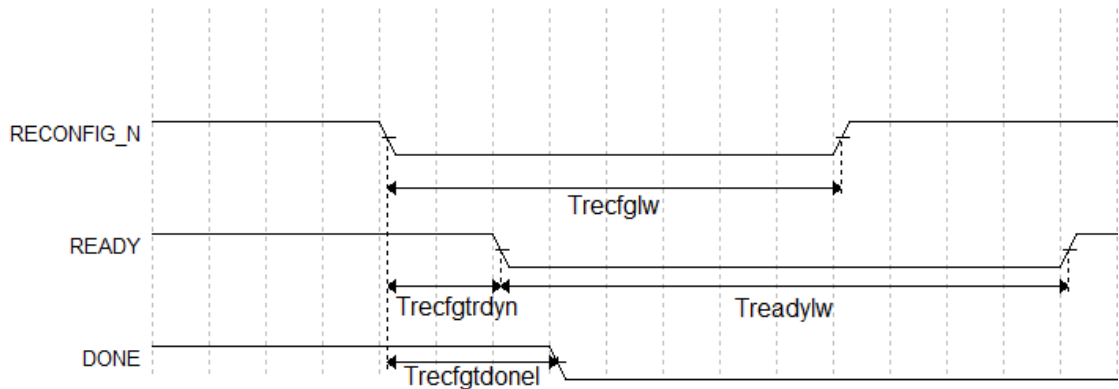 RECONFIG_N
Trecfglw
READY
Trecfgtrdyn
Treadylw
DONE
Trecfgtdonel